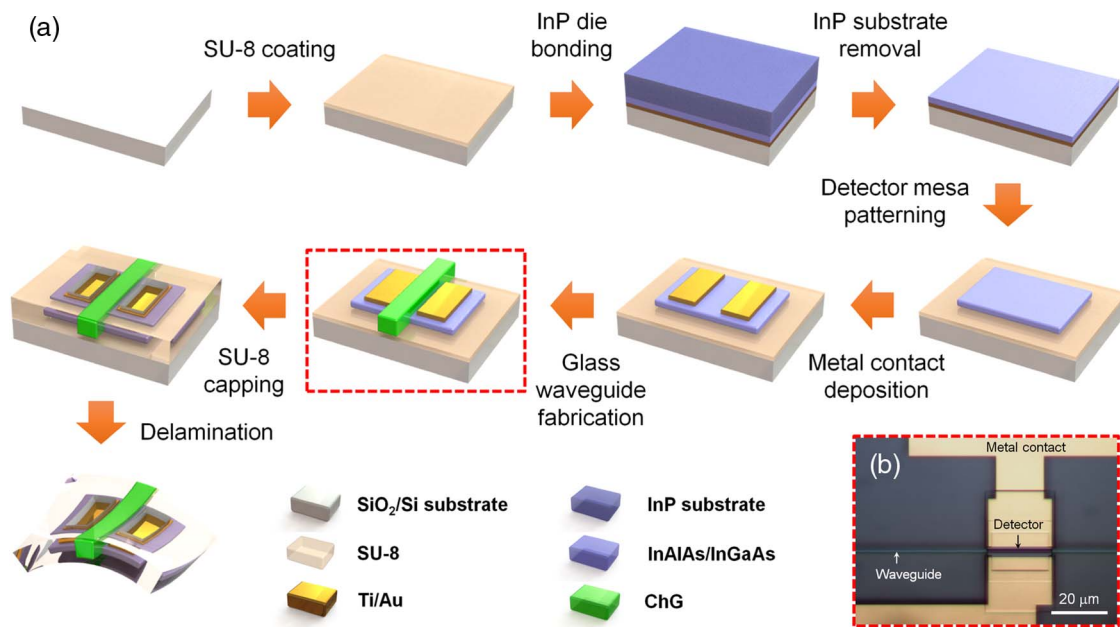 (a)
SU-8 coating
InP die
bonding
InP substrate
removal
Detector mesa
patterning
SU-8
capping
Glass
waveguide
fabrication
Metal contact
deposition
Delamination
SiO₂/Si substrate
SU-8
Ti/Au
InP substrate
InAlAs/InGaAs
ChG
(b)
Metal contact
Detector
Waveguide
20 μm